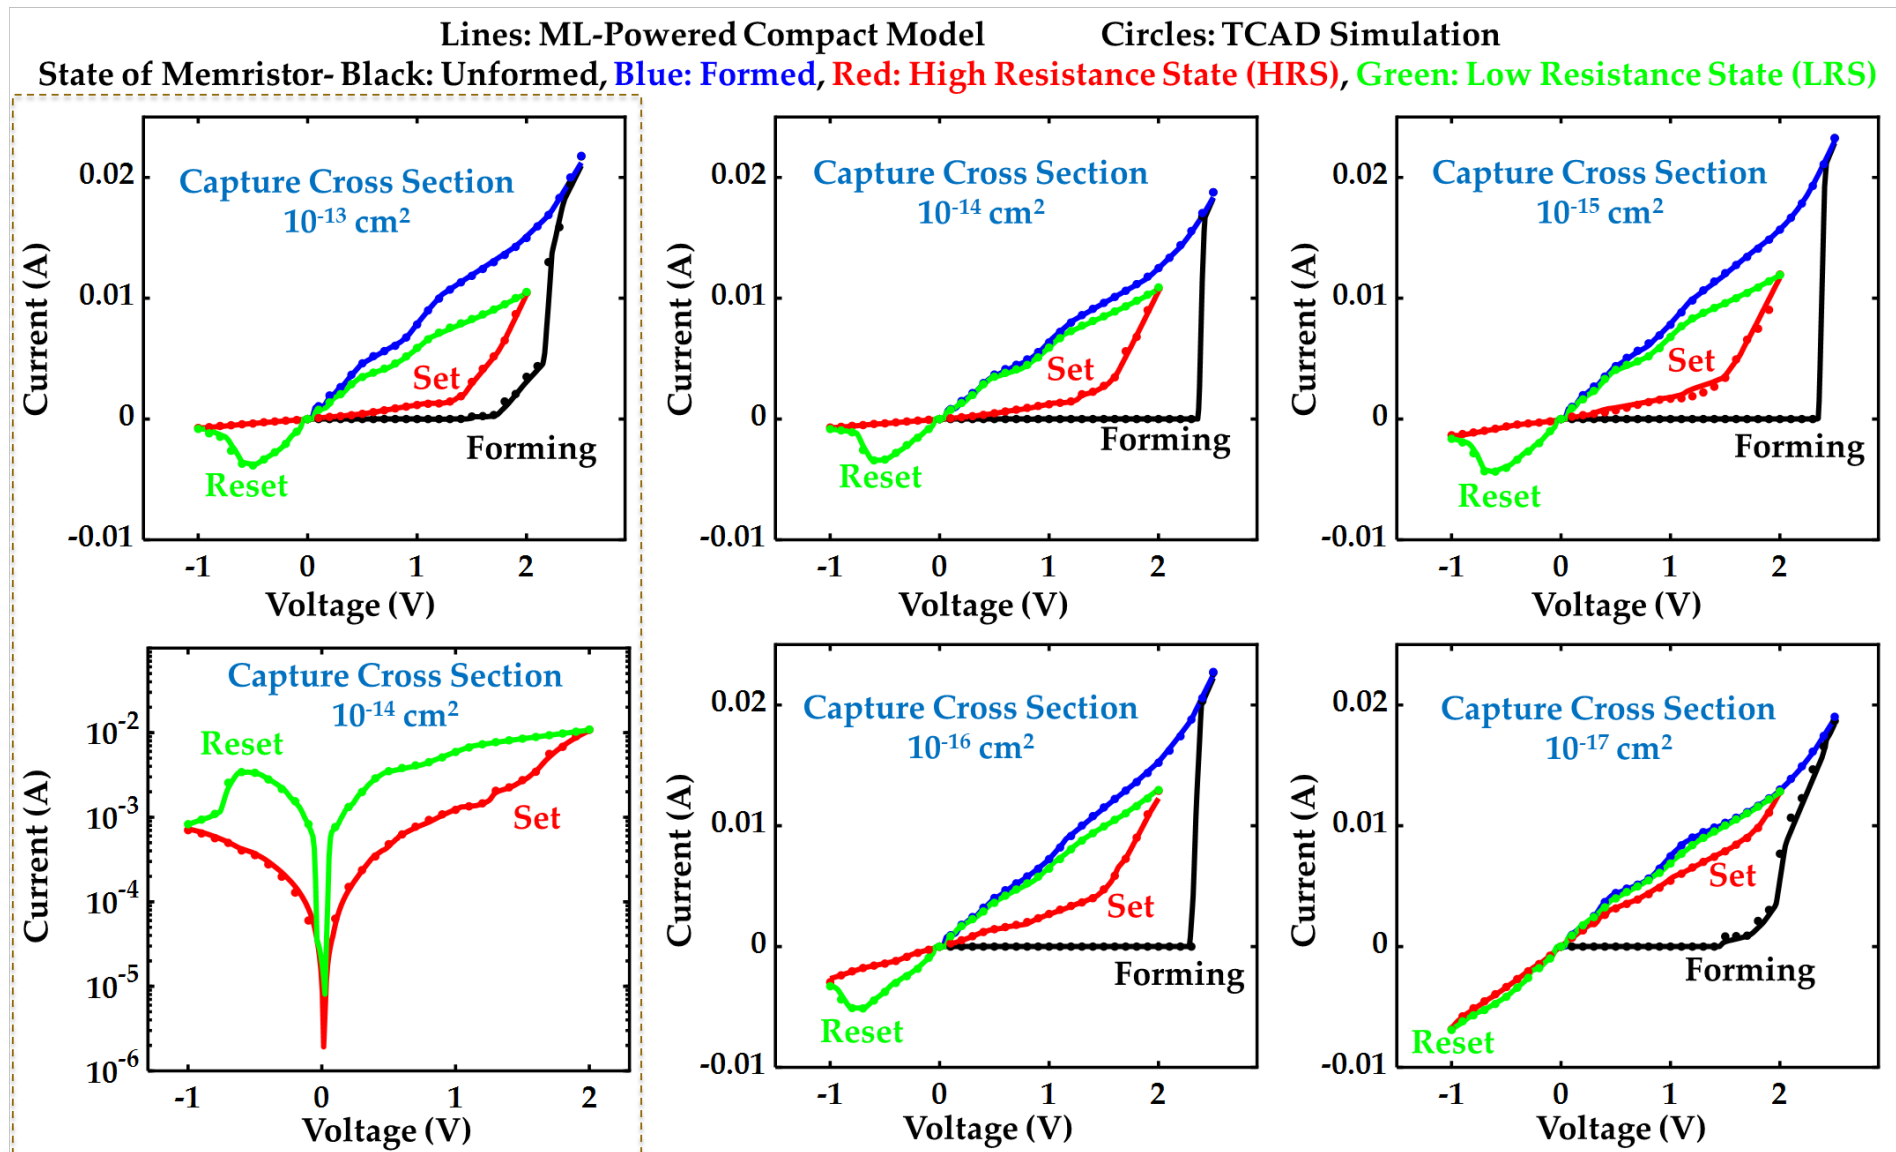 Lines: ML-Powered Compact Model Circles: TCAD Simulation
State of Memristor- Black: Unformed, Blue: Formed, Red: High Resistance State (HRS), Green: Low Resistance State (LRS)
Capture Cross Section
10⁻¹³ cm²
0.02
0.01
0
-0.01
Current (A)
Set
Forming
Reset
-1 0 1 2
Voltage (V)
Capture Cross Section
10⁻¹⁴ cm²
0.02
0.01
0
-0.01
Current (A)
Set
Forming
Reset
-1 0 1 2
Voltage (V)
Capture Cross Section
10⁻¹⁵ cm²
0.02
0.01
0
-0.01
Current (A)
Set
Forming
Reset
-1 0 1 2
Voltage (V)
Capture Cross Section
10⁻¹⁴ cm²
Reset
Set
10⁻²
10⁻³
10⁻⁴
10⁻⁵
10⁻⁶
Current (A)
-1 0 1 2
Voltage (V)
Capture Cross Section
10⁻¹⁶ cm²
0.02
0.01
0
-0.01
Current (A)
Set
Forming
Reset
-1 0 1 2
Voltage (V)
Capture Cross Section
10⁻¹⁷ cm²
0.02
0.01
0
-0.01
Current (A)
Set
Forming
Reset
-1 0 1 2
Voltage (V)